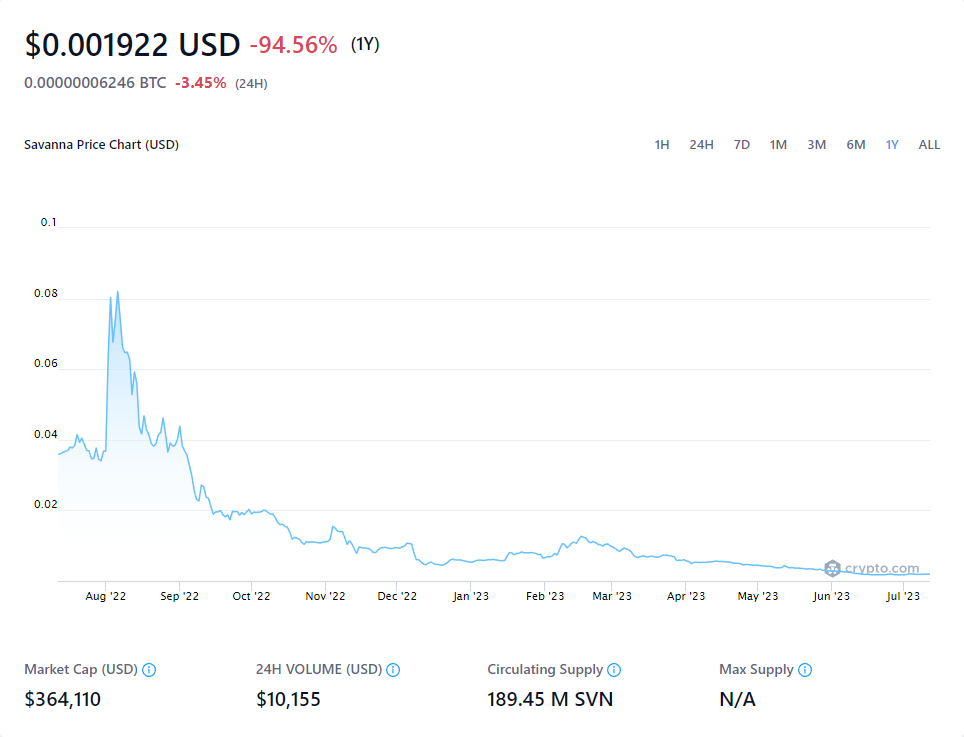 $0.001922 USD -94.56% (1Y)
0.00000006246 BTC -3.45% (24H)
Savanna Price Chart (USD) 1H 24H 7D 1M 3M 6M 1Y ALL
0.1
0.08
0.06
0.04
0.02
crypto.com
Aug '22 Sep '22 Oct '22 Nov '22 Dec '22 Jan '23 Feb '23 Mar '23 Apr '23 May '23 Jun '23 Jul '23
Market Cap (USD) 24H VOLUME (USD) Circulating Supply Max Supply
$364,110 $10,155 189.45 M SVN N/A